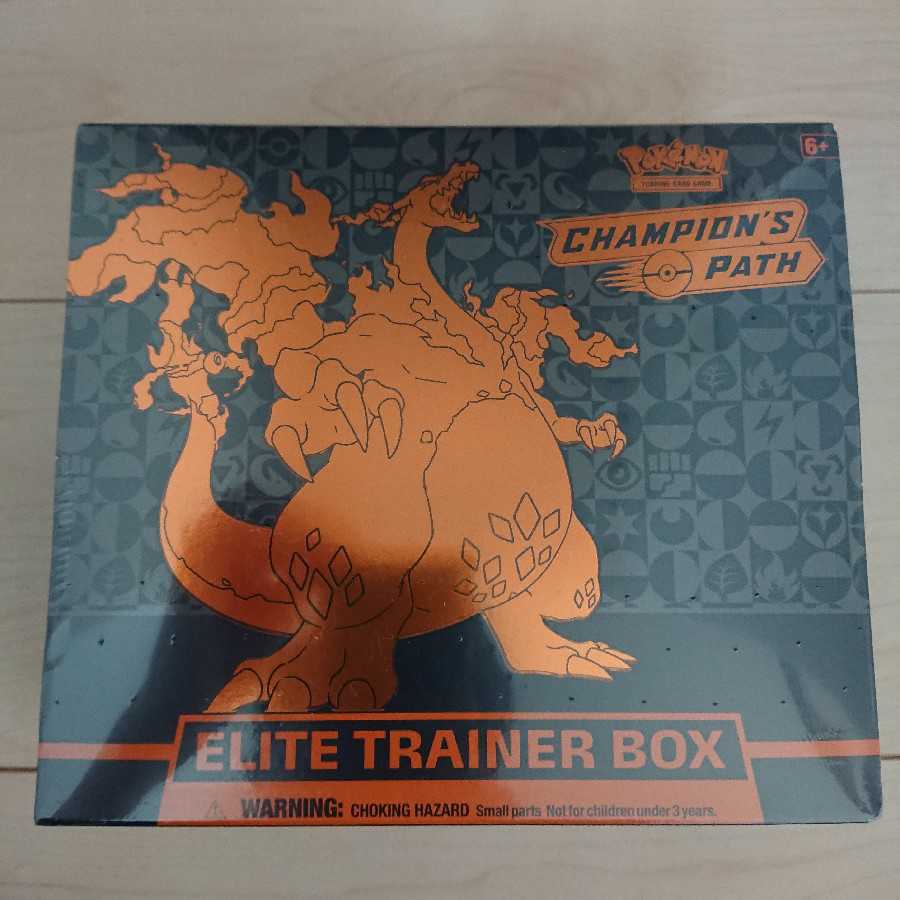 6+
POKéMON
TRADING CARD GAME
CHAMPION'S
PATH
ELITE TRAINER BOX
WARNING: CHOKING HAZARD Small parts Not for children under 3 years.